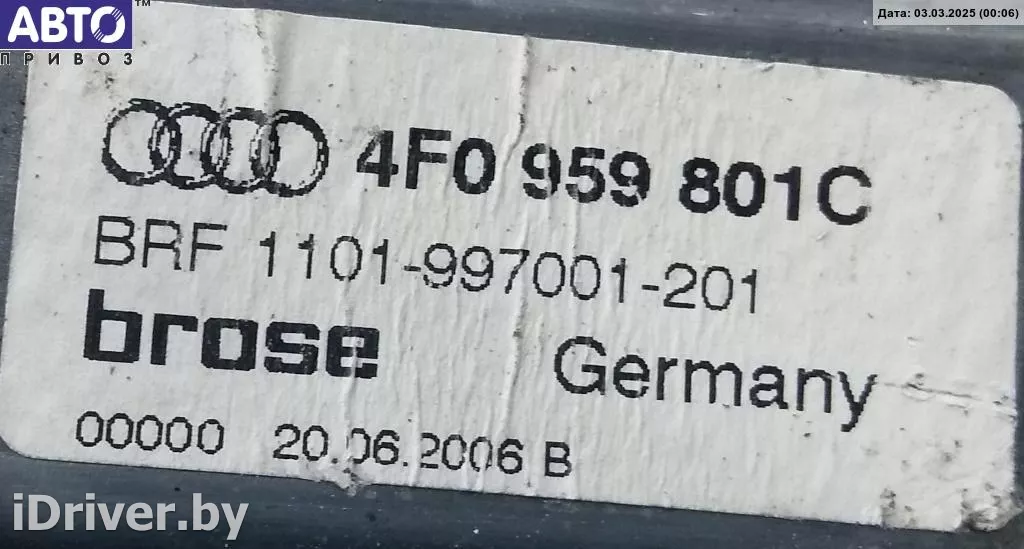 АВТО™
ПРИВОЗ
Дата: 03.03.2025 (00:06)
4F0 959 801C
BRF 1101-997001-201
brose Germany
00000 20.06.2006 B
iDriver.by